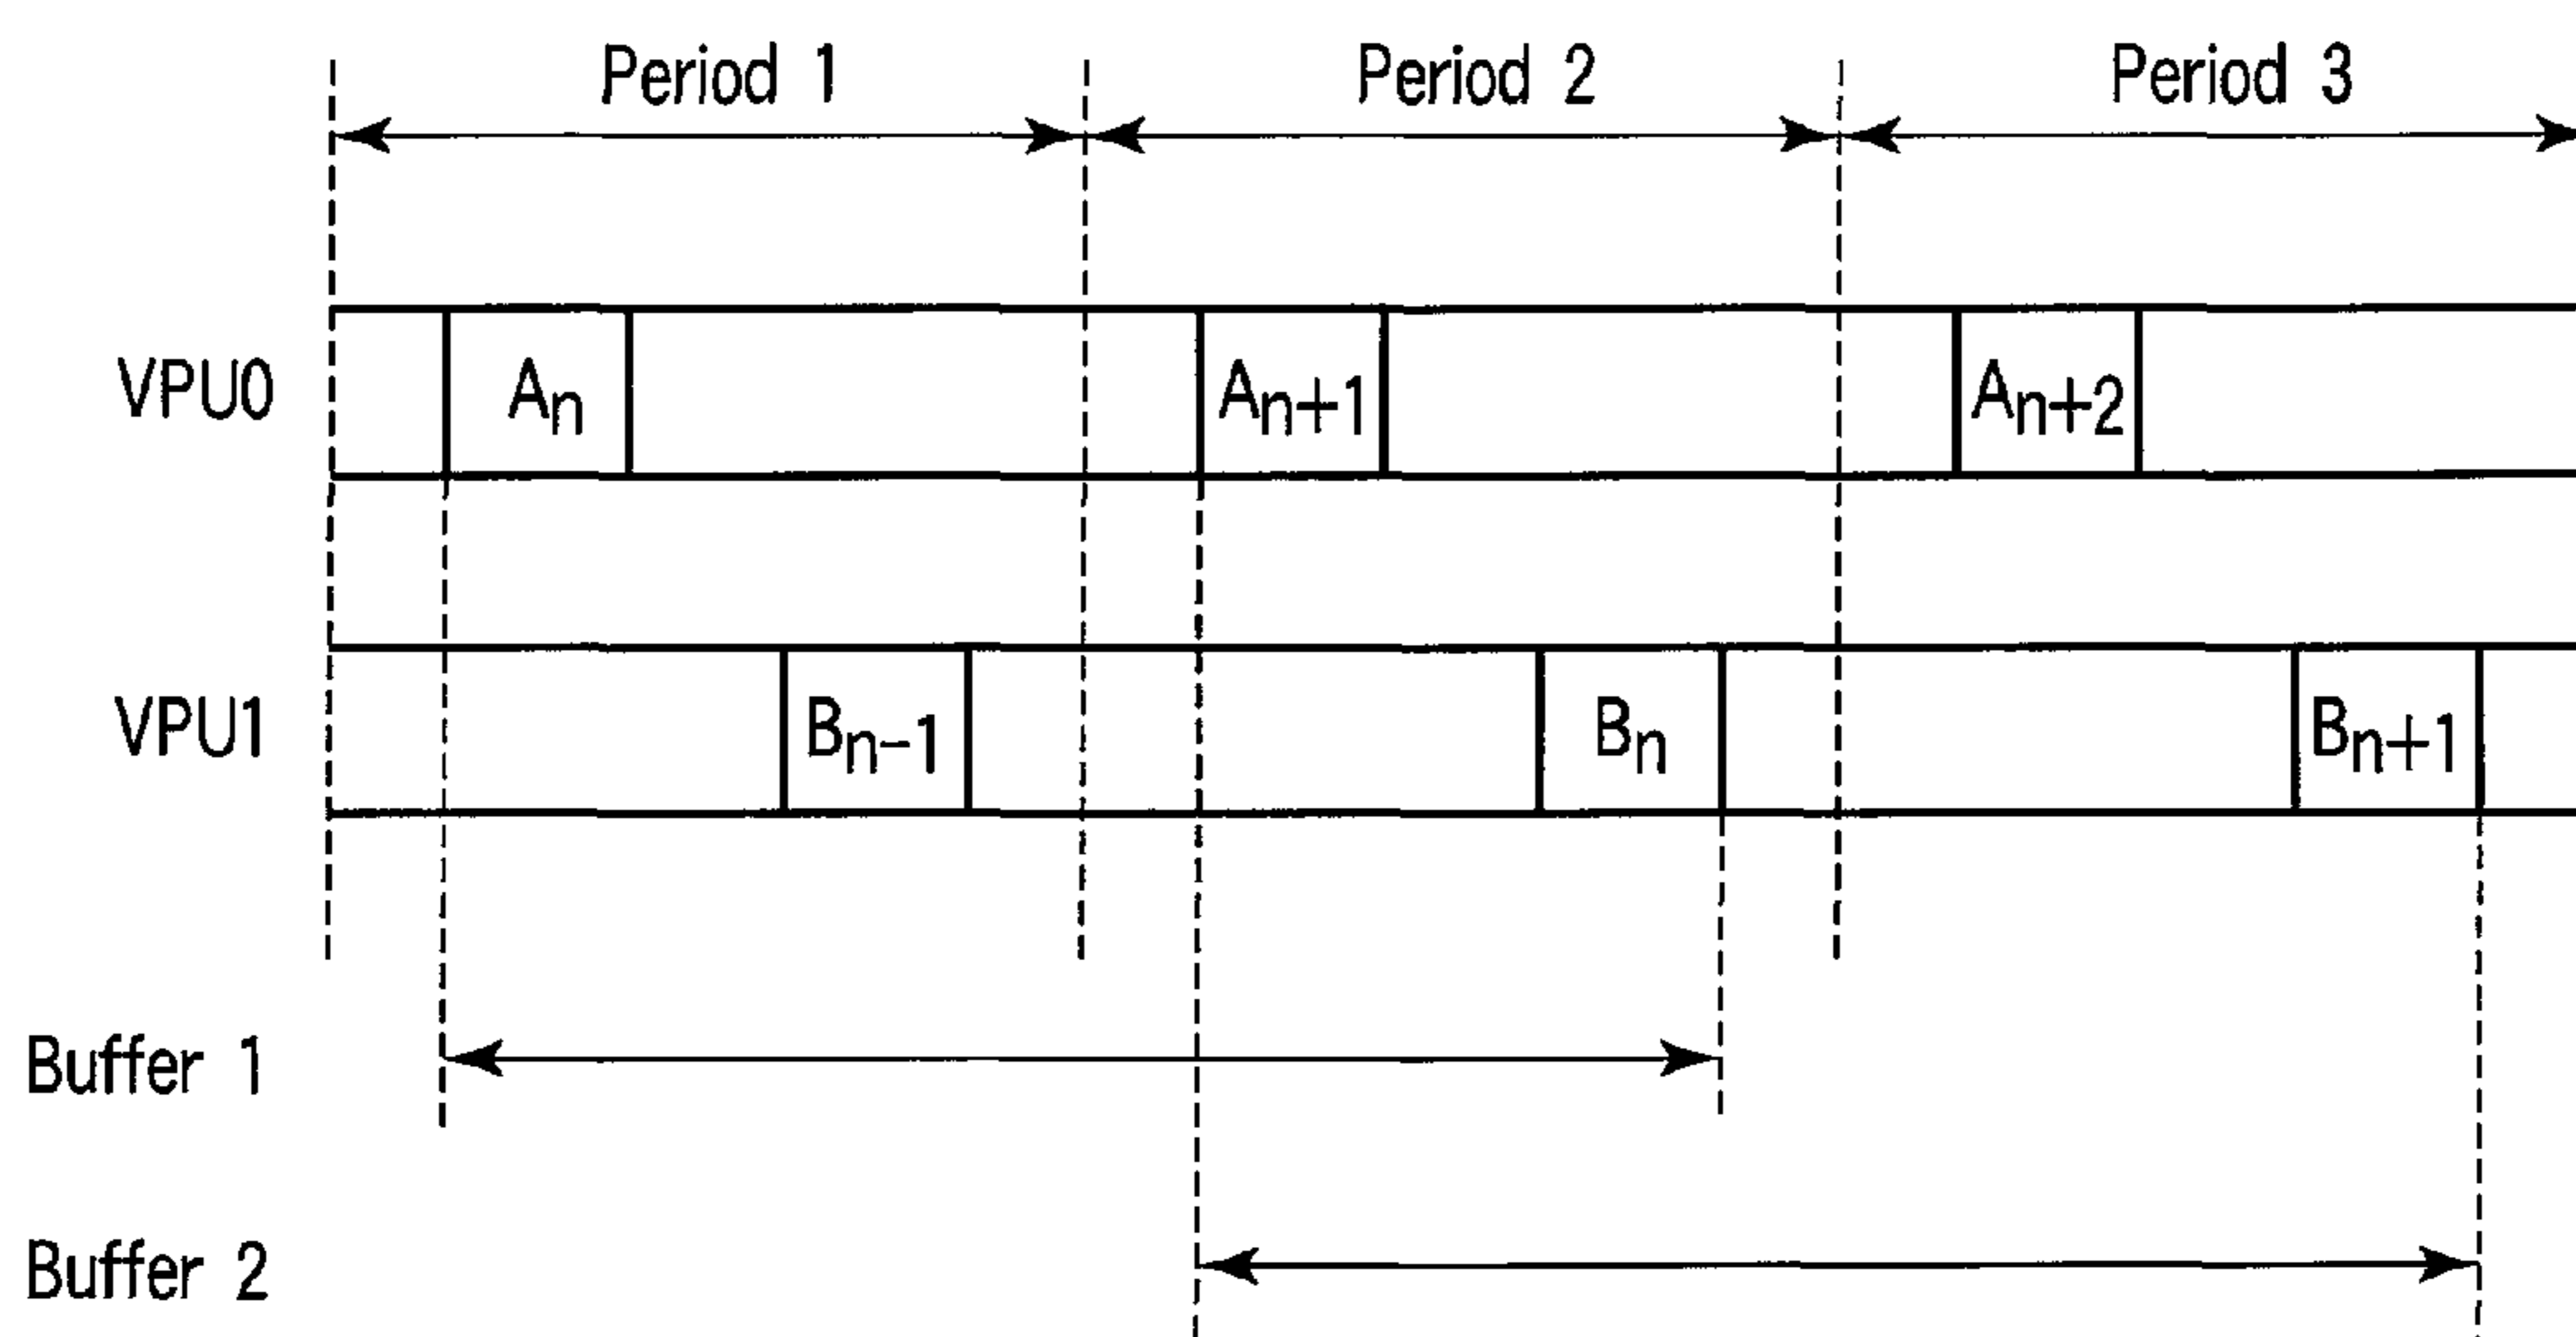 Period 1 Period 2 Period 3
VPU0 An An+1 An+2
VPU1 Bn-1 Bn Bn+1
Buffer 1
Buffer 2